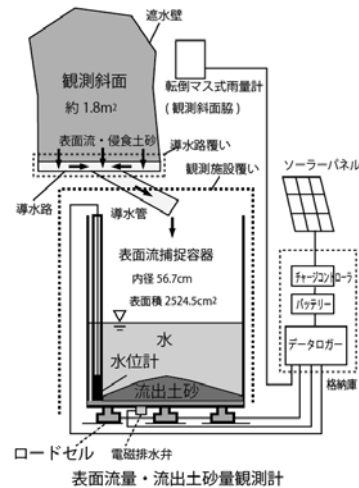 遮水壁
観測斜面
約 1.8m²
転倒マス式雨量計
(観測斜面脇)
表面流・侵食土砂
導水路覆い
観測施設覆い
導水路
導水管
ソーラーパネル
表面流捕捉容器
内径 56.7cm
表面積 2524.5cm²
チャージコントローラ
バッテリー
データロガー
水
水位計
流出土砂
格納庫
ロードセル
電磁排水弁
表面流量・流出土砂量観測計